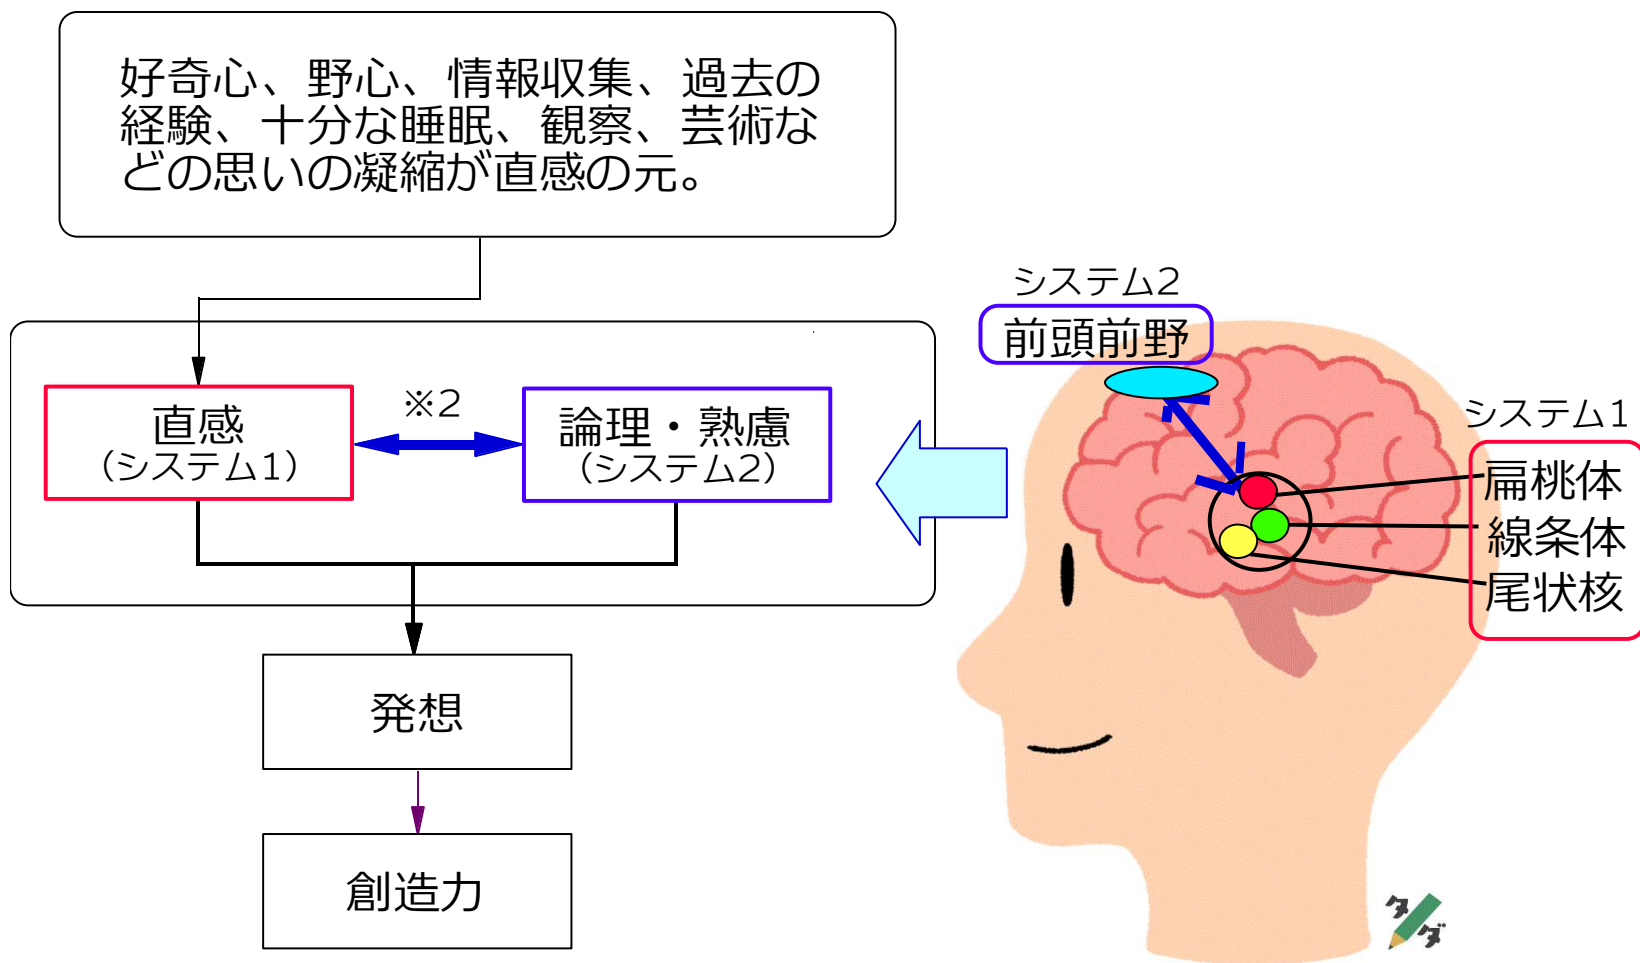 好奇心、野心、情報収集、過去の
経験、十分な睡眠、観察、芸術な
どの思いの凝縮が直感の元。
システム2
前頭前野
直感
(システム1)
※2
論理・熟慮
(システム2)
システム1
扁桃体
線条体
尾状核
発想
創造力
タダ